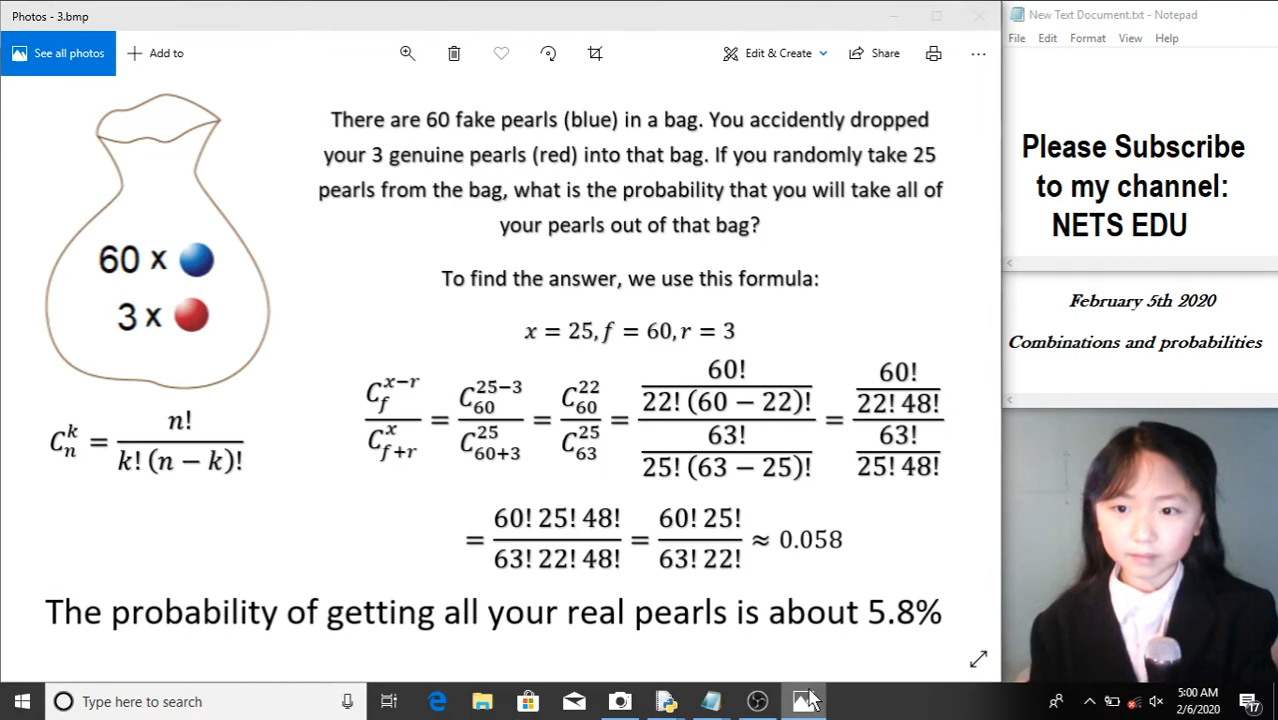 Photos - 3.bmp
See all photos
Add to
Edit & Create
Share
New Text Document.txt - Notepad
File Edit Format View Help
There are 60 fake pearls (blue) in a bag. You accidently dropped
your 3 genuine pearls (red) into that bag. If you randomly take 25
pearls from the bag, what is the probability that you will take all of
your pearls out of that bag?
60 x
3 x
To find the answer, we use this formula:
x = 25, f = 60, r = 3
C_n^k = n! / k! (n − k)!
C_f^{x−r} / C_{f+r}^x = C_60^{25−3} / C_{60+3}^{25} = C_60^{22} / C_63^{25} = (60! / 22! (60 − 22)!) / (63! / 25! (63 − 25)!) = (60! / 22! 48!) / (63! / 25! 48!)
= 60! 25! 48! / 63! 22! 48! = 60! 25! / 63! 22! ≈ 0.058
The probability of getting all your real pearls is about 5.8%
Please Subscribe
to my channel:
NETS EDU
February 5th 2020
Combinations and probabilities
Type here to search
5:00 AM
2/6/2020
17